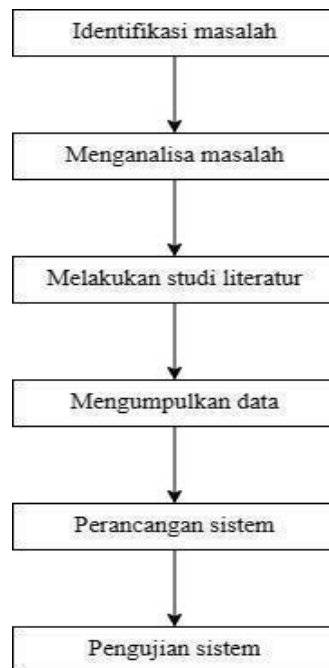 Identifikasi masalah
Menganalisa masalah
Melakukan studi literatur
Mengumpulkan data
Perancangan sistem
Pengujian sistem